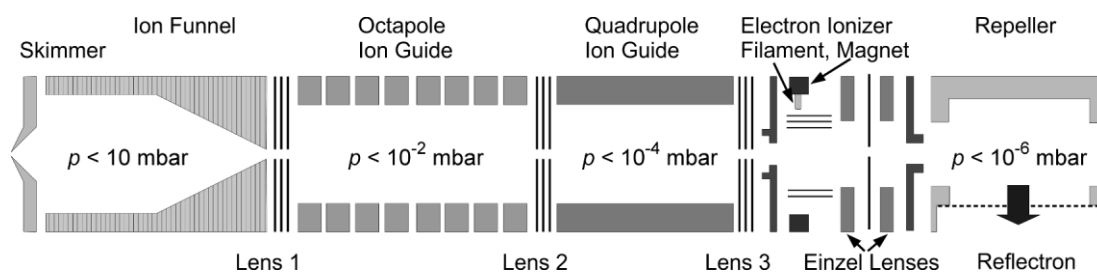 Skimmer
Ion Funnel
Octapole
Ion Guide
Quadrupole
Ion Guide
Electron Ionizer
Filament, Magnet
Repeller
p < 10 mbar
p < 10⁻² mbar
p < 10⁻⁴ mbar
p < 10⁻⁶ mbar
Lens 1
Lens 2
Lens 3
Einzel Lenses
Reflectron